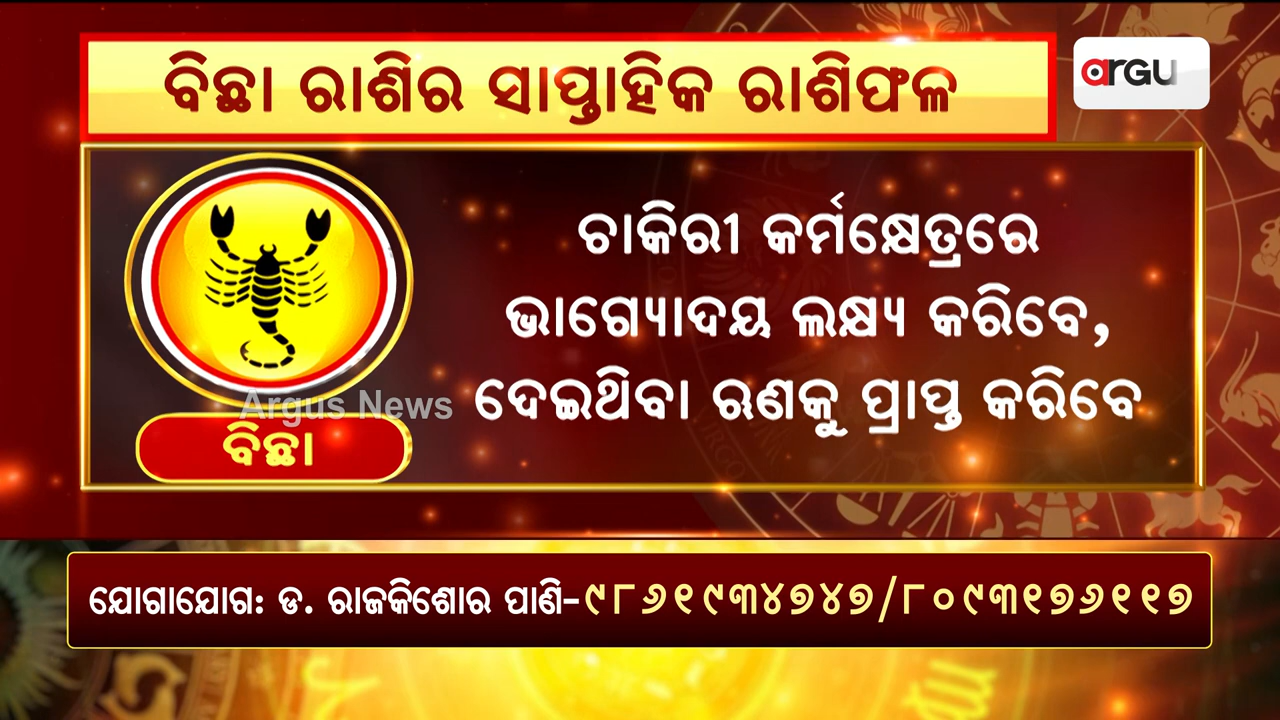 ବିଛା ରାଶିର ସାପ୍ତାହିକ ରାଶିଫଳ
argu
ଚାକିରୀ କର୍ମକ୍ଷେତ୍ରରେ
ଭାଗ୍ୟୋଦୟ ଲକ୍ଷ୍ୟ କରିବେ,
ଦେଇଥିବା ଋଣକୁ ପ୍ରାପ୍ତ କରିବେ
Argus News
ବିଛା
ଯୋଗାଯୋଗ: ଡ. ରାଜକିଶୋର ପାଣି-୯୮୬୧୯୩୪୭୪୭/୮୦୯୩୧୭୬୧୧୭